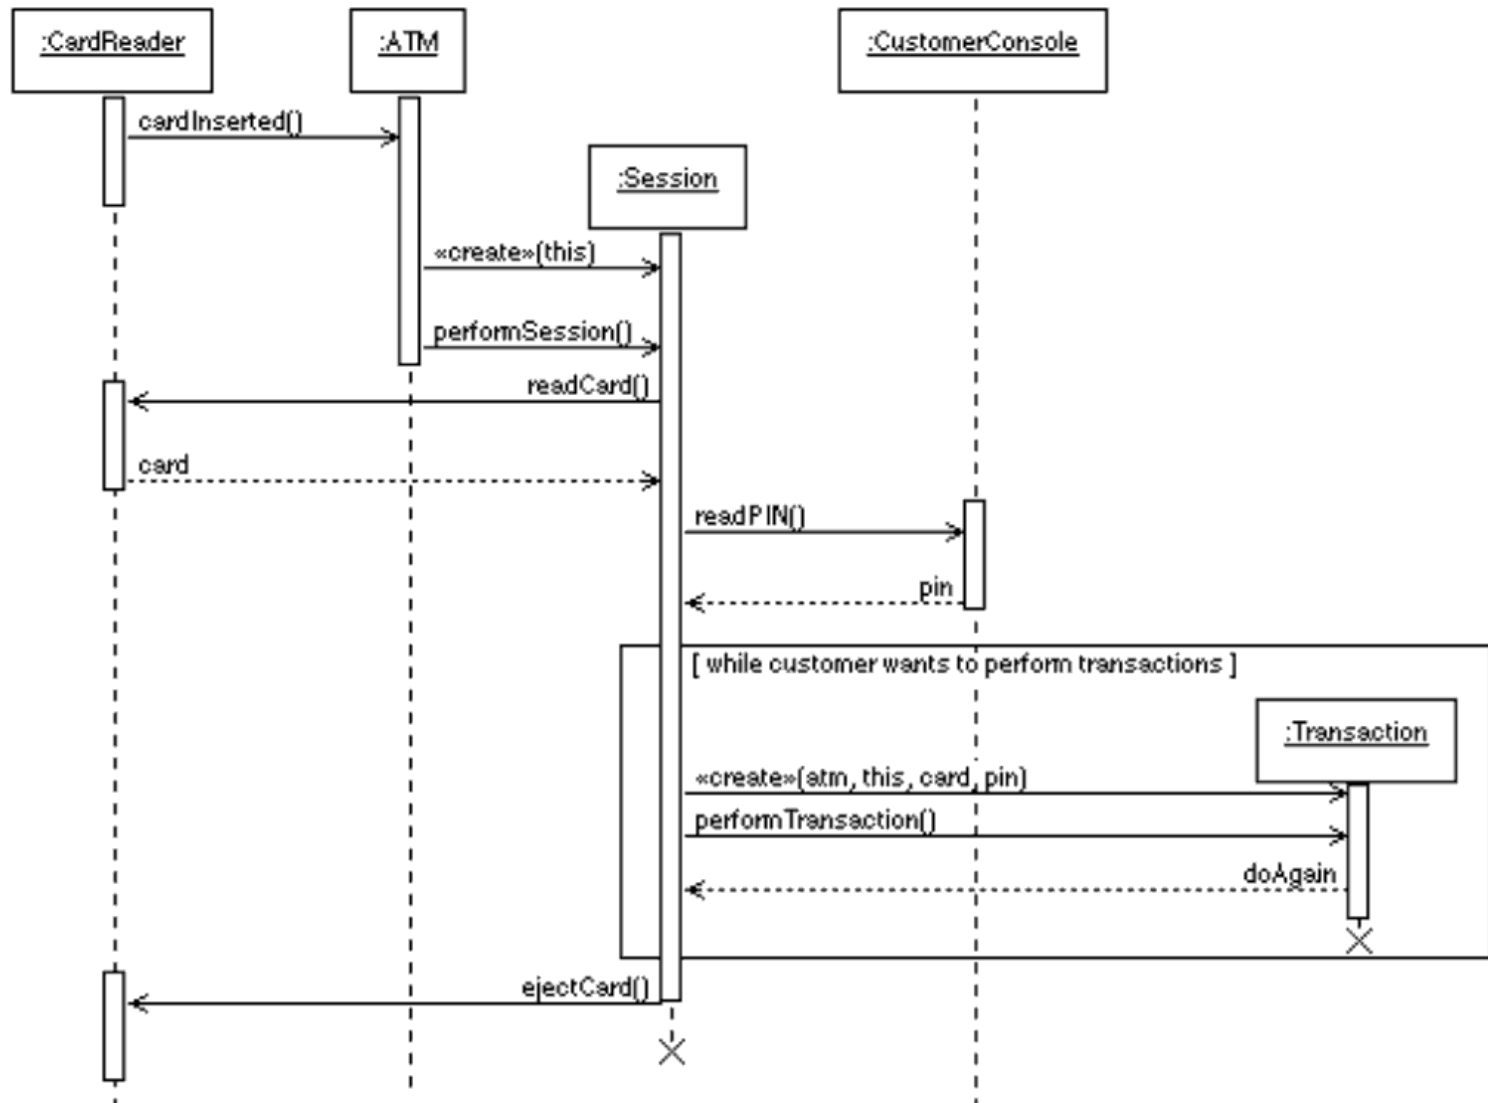 :CardReader
:ATM
:CustomerConsole
cardInserted()
:Session
«create»(this)
performSession()
readCard()
card
readPIN()
pin
[ while customer wants to perform transactions ]
:Transaction
«create»(atm, this, card, pin)
performTransaction()
doAgain
ejectCard()